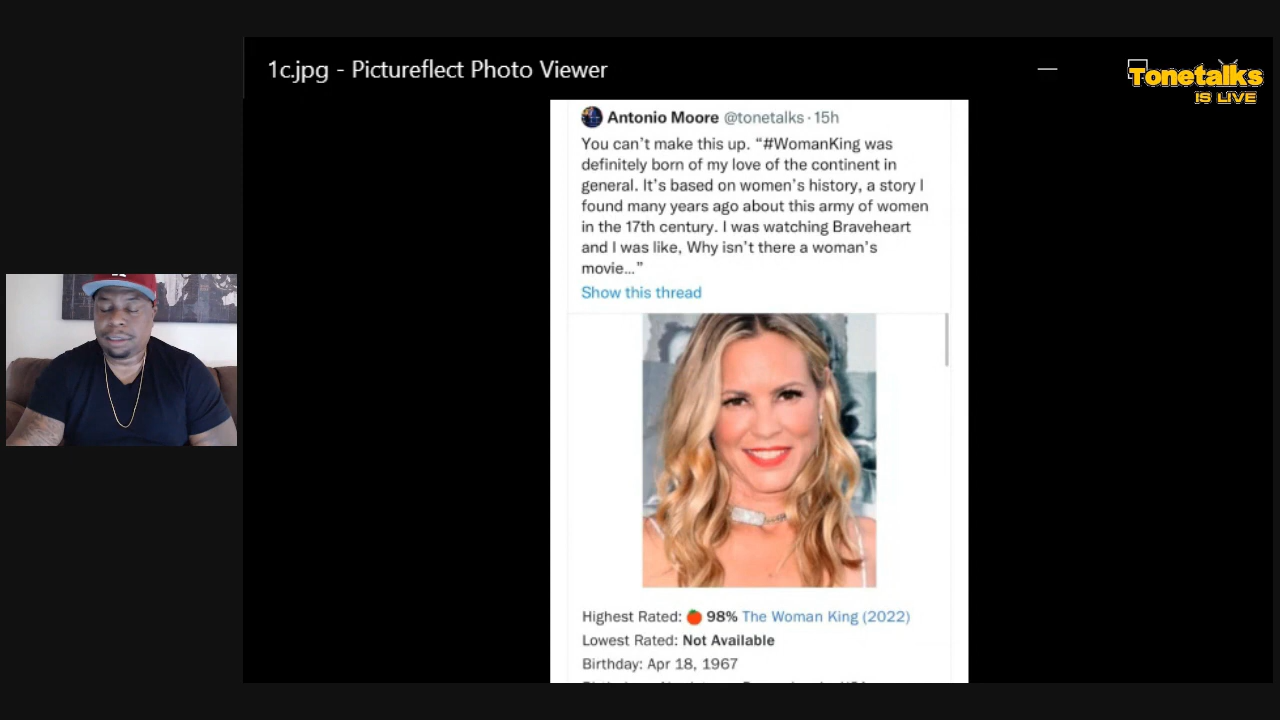 1c.jpg - Pictureflect Photo Viewer
Tonetalks
IS LIVE
Antonio Moore @tonetalks · 15h
You can't make this up. “#WomanKing was
definitely born of my love of the continent in
general. It's based on women's history, a story I
found many years ago about this army of women
in the 17th century. I was watching Braveheart
and I was like, Why isn't there a woman's
movie...”
Show this thread
Highest Rated: 98% The Woman King (2022)
Lowest Rated: Not Available
Birthday: Apr 18, 1967